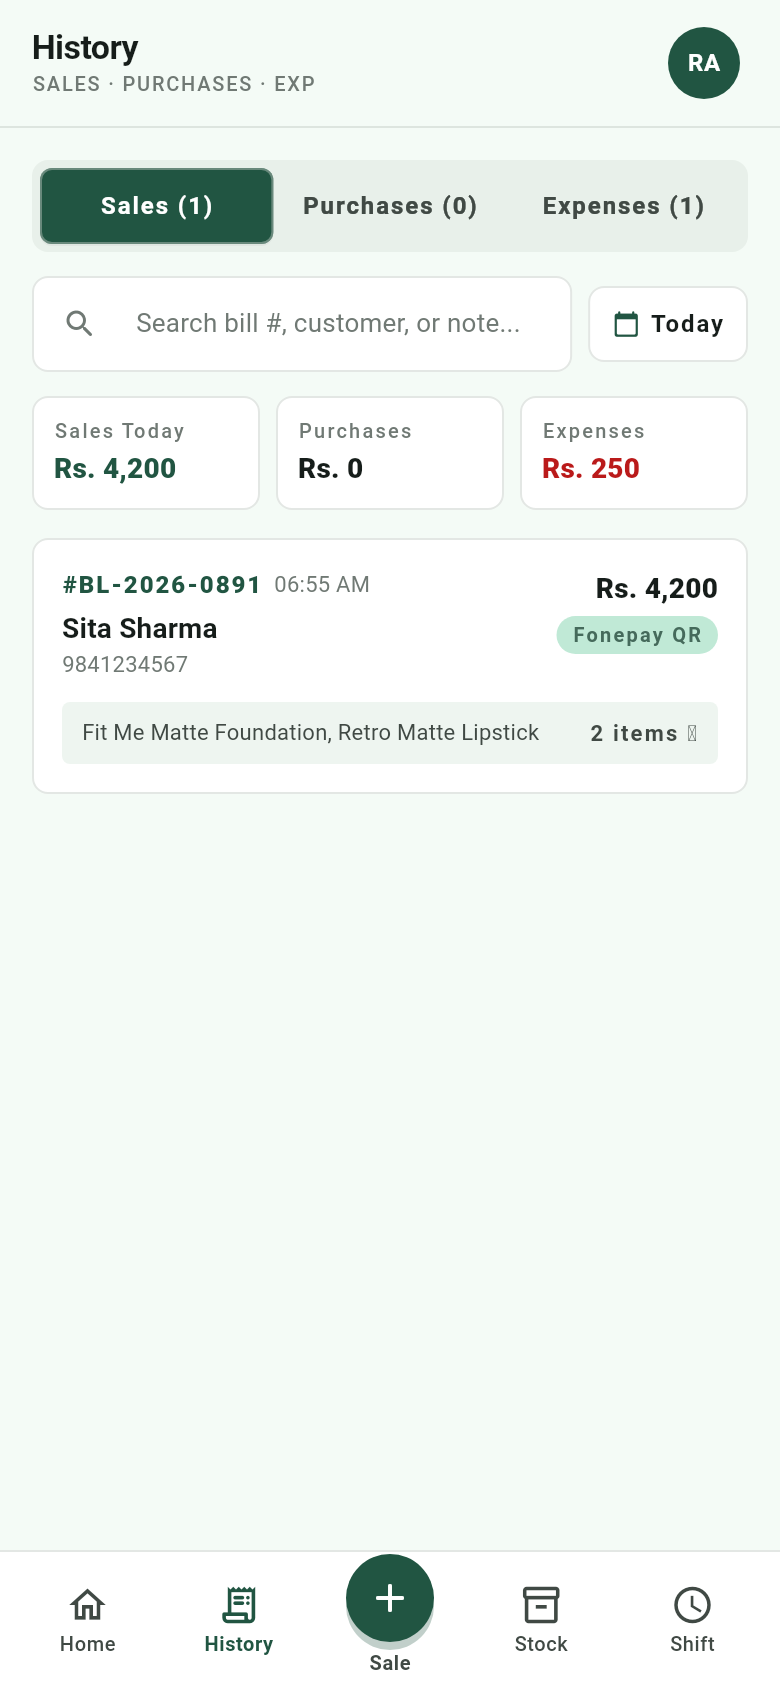 History
SALES · PURCHASES · EXP
RA
Sales (1)
Purchases (0)
Expenses (1)
Search bill #, customer, or note...
Today
Sales Today
Rs. 4,200
Purchases
Rs. 0
Expenses
Rs. 250
#BL-2026-0891 06:55 AM
Rs. 4,200
Sita Sharma
Fonepay QR
9841234567
Fit Me Matte Foundation, Retro Matte Lipstick
2 items
Home
History
Sale
Stock
Shift